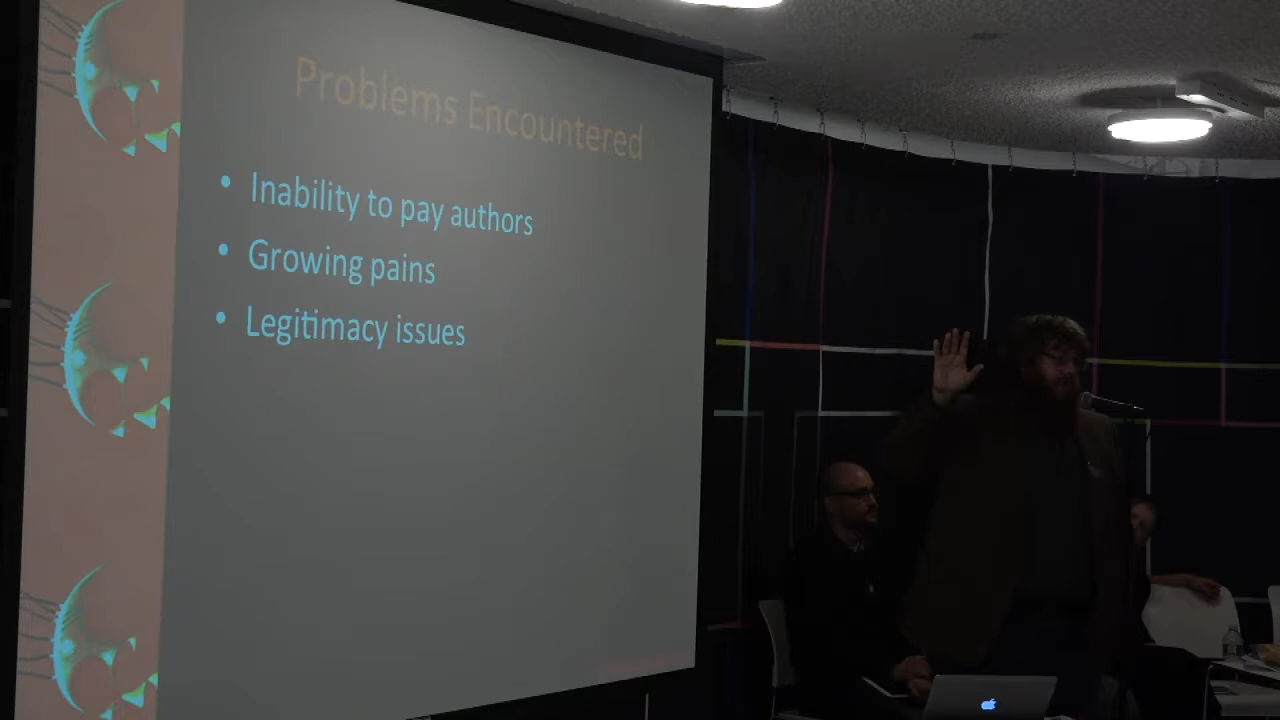 Problems Encountered
• Inability to pay authors
• Growing pains
• Legitimacy issues